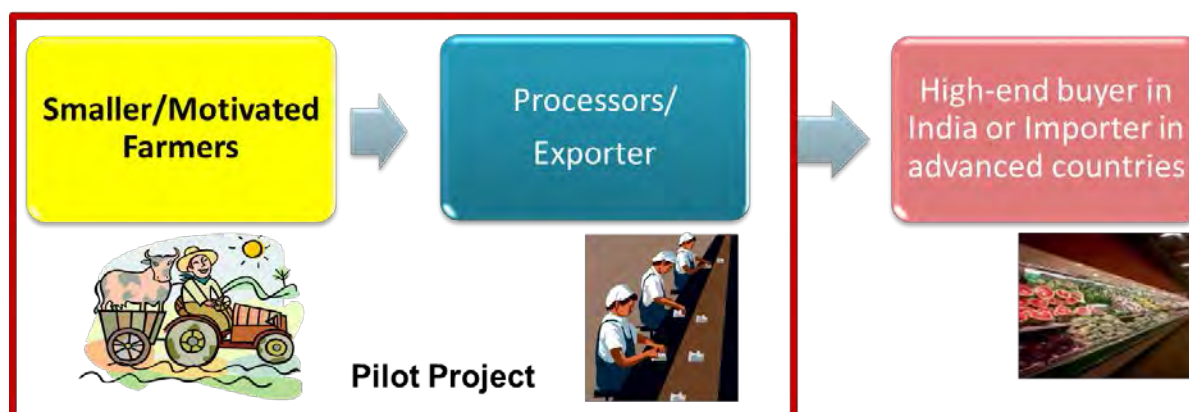 Smaller/Motivated
Farmers
Processors/
Exporter
High-end buyer in
India or Importer in
advanced countries
Pilot Project